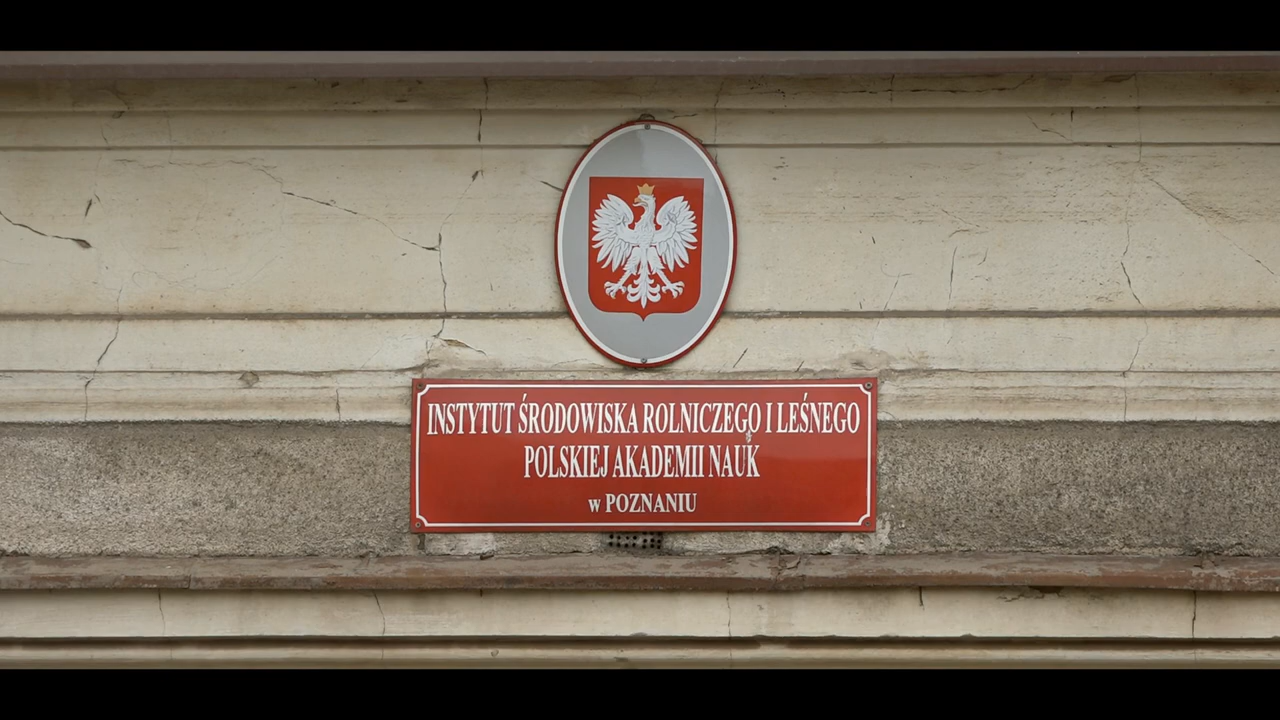 INSTYTUT ŚRODOWISKA ROLNICZEGO I LEŚNEGO
POLSKIEJ AKADEMII NAUK
w POZNANIU